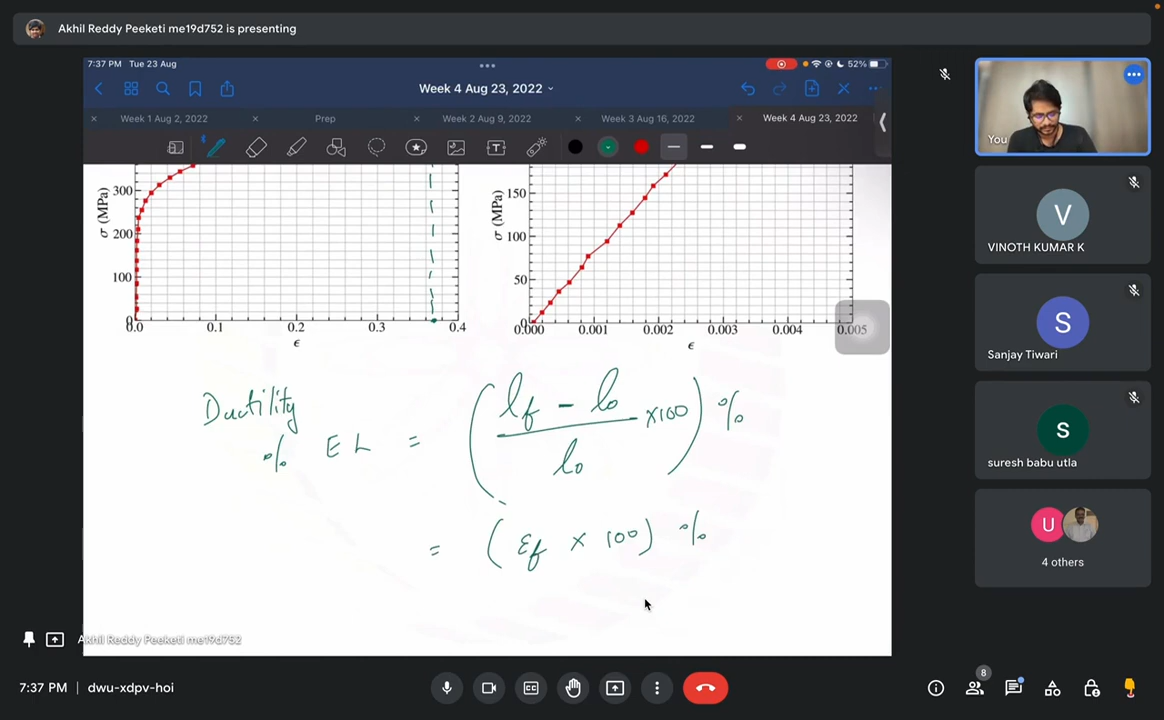 Akhil Reddy Peeketi me19d752 is presenting
7:37 PM Tue 23 Aug
52%
Week 4 Aug 23, 2022
Week 1 Aug 2, 2022
Prep
Week 2 Aug 9, 2022
Week 3 Aug 16, 2022
Week 4 Aug 23, 2022
σ (MPa)
300
200
100
0
0.0
0.1
0.2
0.3
0.4
ϵ
σ (MPa)
150
100
50
0
0.000
0.001
0.002
0.003
0.004
0.005
ϵ
Ductility
% EL = ( (lf - lo) / lo ×100 ) %
= ( εf × 100 ) %
You
V
VINOTH KUMAR K
S
Sanjay Tiwari
S
suresh babu utla
U
4 others
Akhil Reddy Peeketi me19d752
7:37 PM | dwu-xdpv-hoi
8